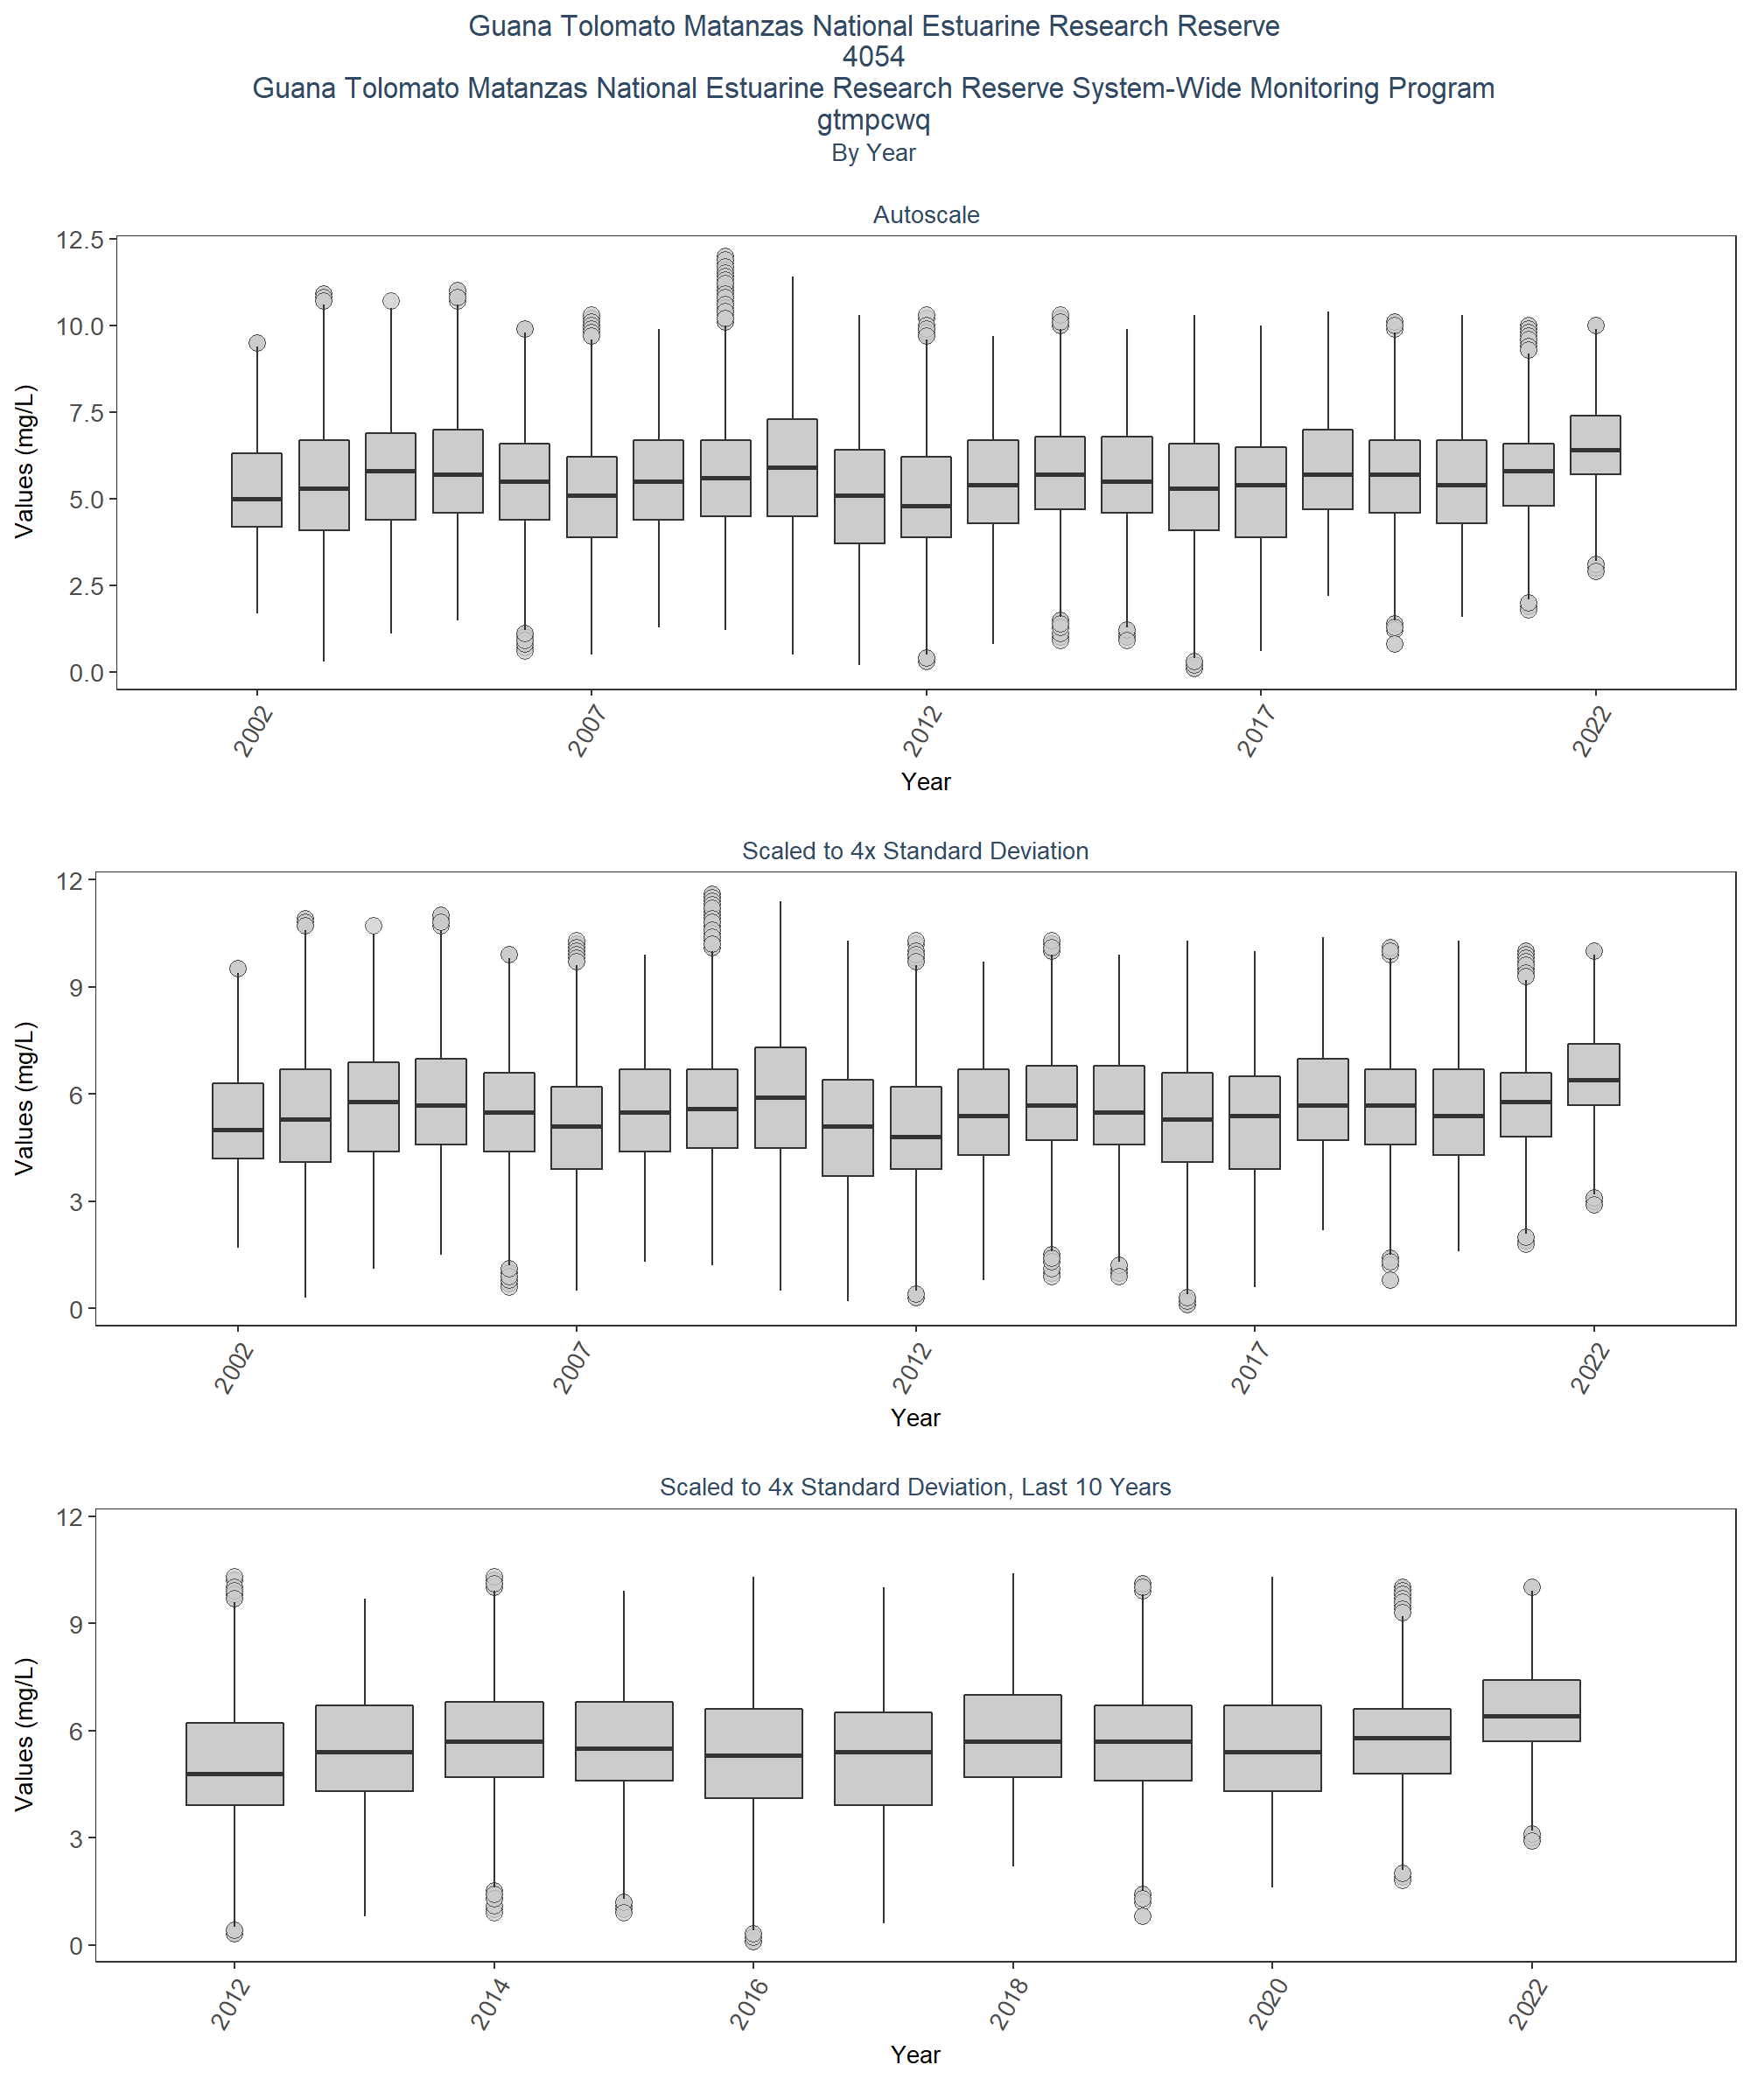 Guana Tolomato Matanzas National Estuarine Research Reserve
4054
Guana Tolomato Matanzas National Estuarine Research Reserve System-Wide Monitoring Program
gtmpcwq
By Year
Autoscale
Values (mg/L)
12.5
10.0
7.5
5.0
2.5
0.0
2002 2007 2012 2017 2022
Year
Scaled to 4x Standard Deviation
Values (mg/L)
12
9
6
3
0
2002 2007 2012 2017 2022
Year
Scaled to 4x Standard Deviation, Last 10 Years
Values (mg/L)
12
9
6
3
0
2012 2014 2016 2018 2020 2022
Year